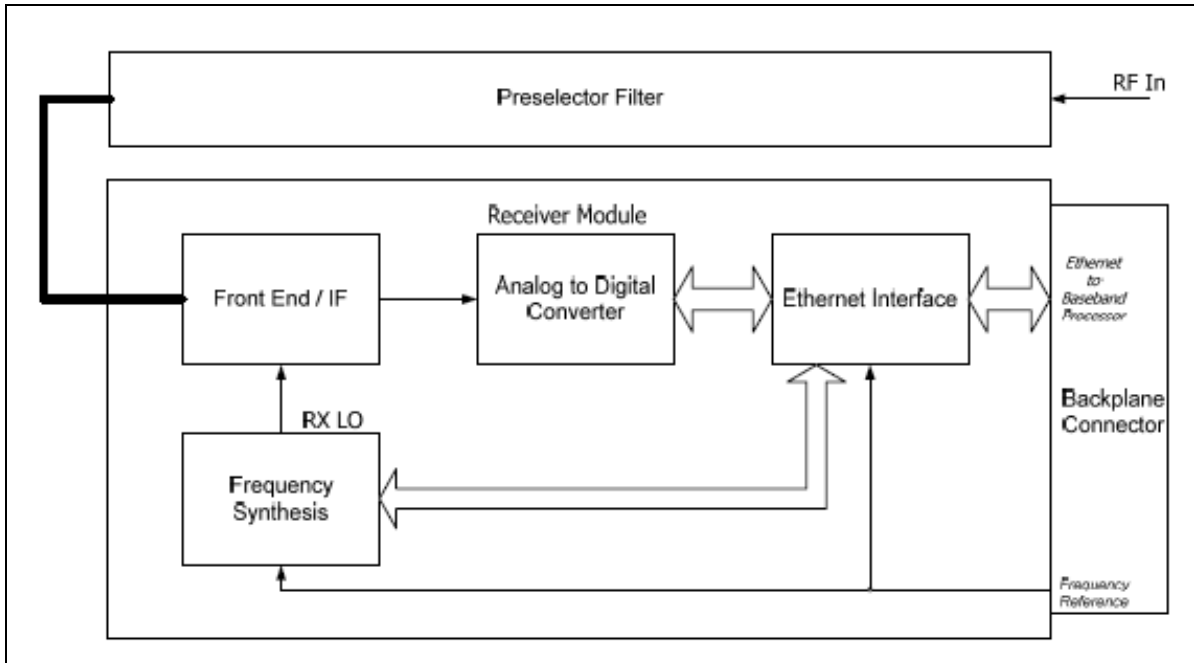 Preselector Filter
RF In
Receiver Module
Front End / IF
Analog to Digital
Converter
Ethernet Interface
Ethernet
to
Baseband
Processor
Backplane
Connector
RX LO
Frequency
Synthesis
Frequency
Reference